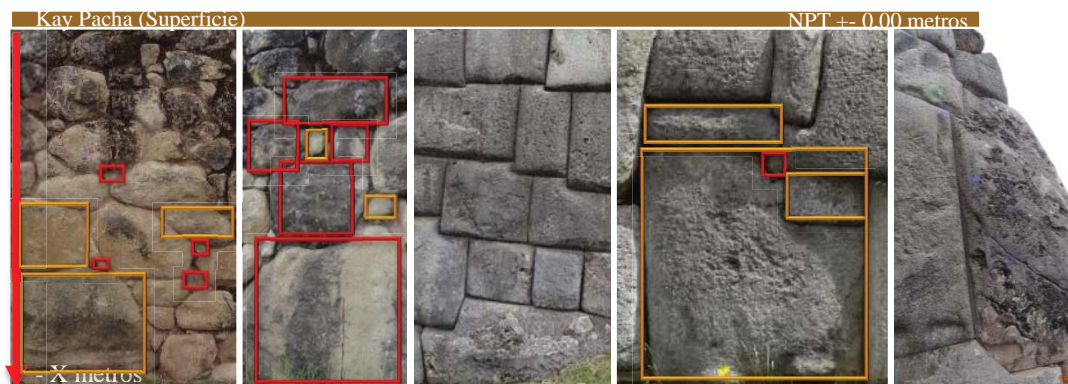 Kay Pacha (Superficie)
NPT +- 0.00 metros
- X metros